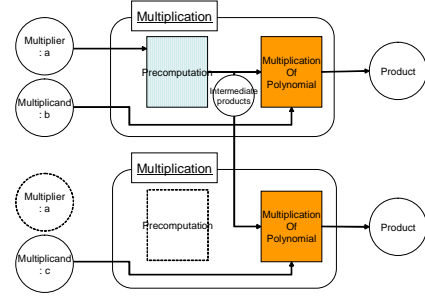 Multiplication
Multiplier
: a
Precomputation
Multiplication
Of
Polynomial
Product
Intermediate
products
Multiplicand
: b
Multiplication
Multiplier
: a
Precomputation
Multiplication
Of
Polynomial
Product
Multiplicand
: c